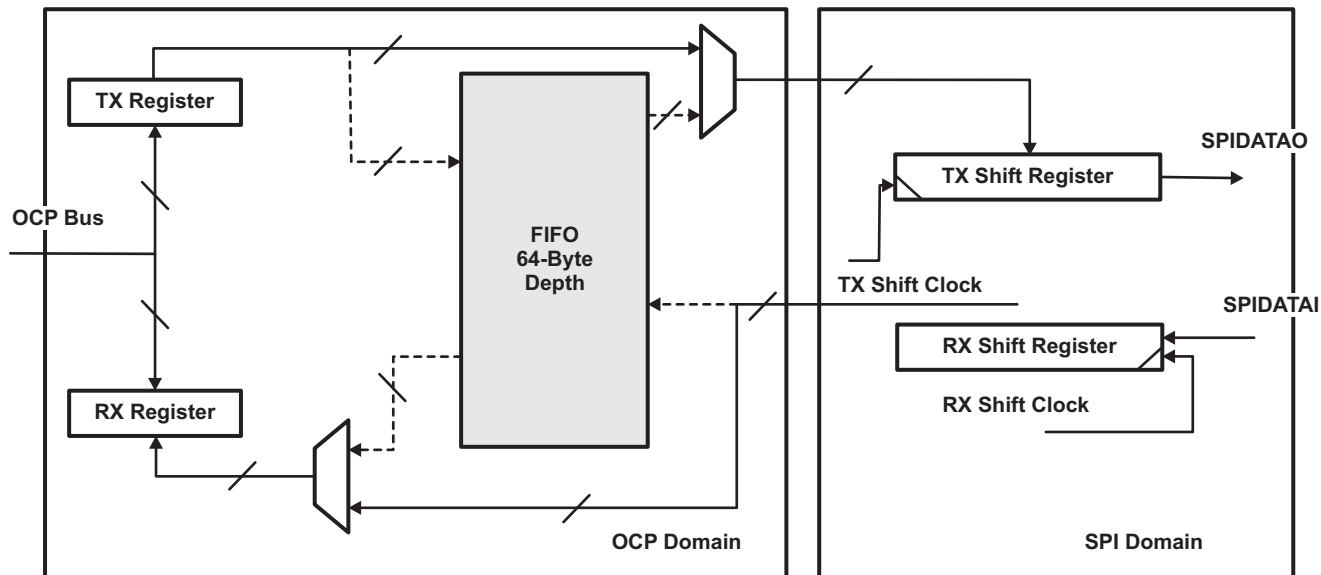 TX Register
SPIDATAO
TX Shift Register
OCP Bus
FIFO
64-Byte
Depth
TX Shift Clock
SPIDATAI
RX Shift Register
RX Register
RX Shift Clock
OCP Domain
SPI Domain